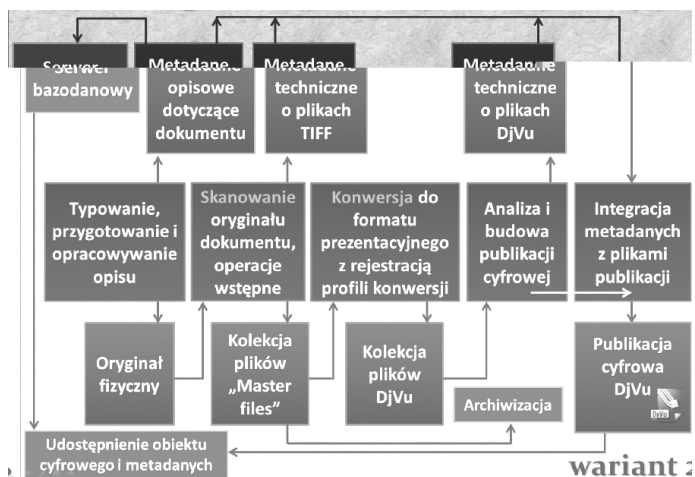 Serwer
bazodanowy
Metadane
opisowe
dotyczące
dokumentu
Metadane
techniczne
o plikach
TIFF
Metadane
techniczne
o plikach
DjVu
Typowanie,
przygotowanie i
opracowywanie
opisu
Skanowanie
oryginału
dokumentu,
operacje
wstępne
Konwersja do
formatu
prezentacyjnego
z rejestracją
profili konwersji
Analiza i
budowa
publikacji
cyfrowej
Integracja
metadanych
z plikami
publikacji
Oryginał
fizyczny
Kolekcja
plików
„Master
files”
Kolekcja
plików
DjVu
Archiwizacja
Publikacja
cyfrowa
DjVu
DjVu
Udostępnienie obiektu
cyfrowego i metadanych
wariant 2